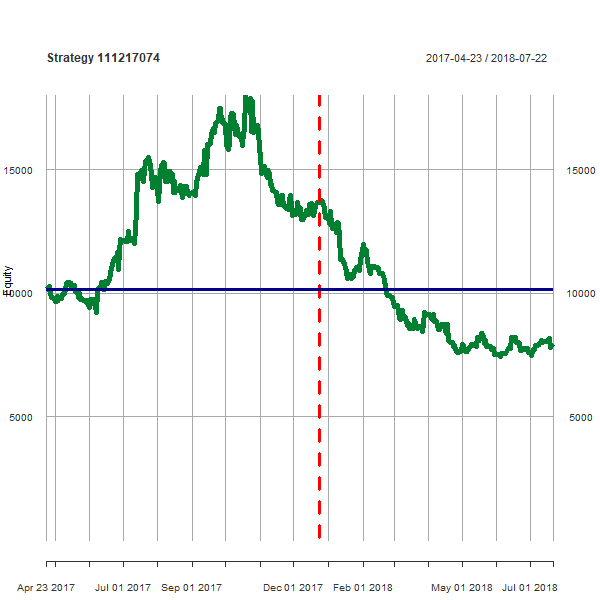 Strategy 111217074 2017-04-23 / 2018-07-22
15000 15000
Equity
10000 10000
5000 5000
Apr 23 2017 Jul 01 2017 Sep 01 2017 Dec 01 2017 Feb 01 2018 May 01 2018 Jul 01 2018